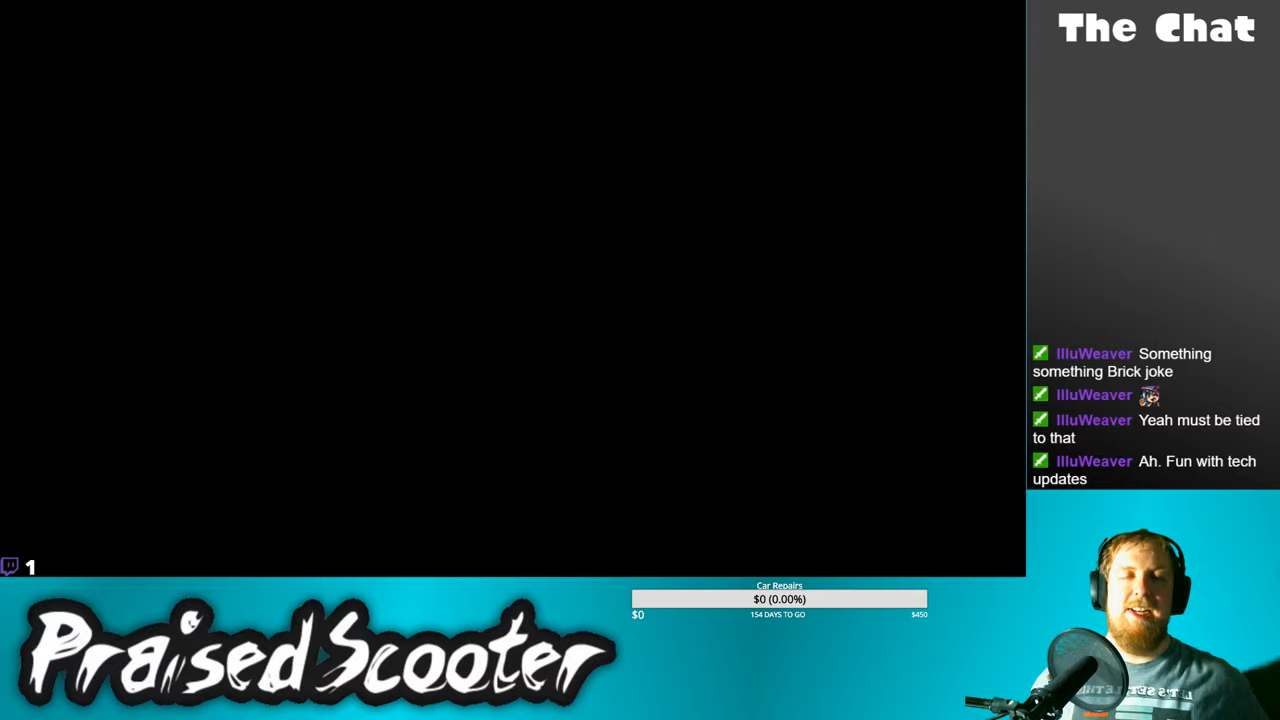 The Chat
IlluWeaver Something
something Brick joke
IlluWeaver
IlluWeaver Yeah must be tied
to that
IlluWeaver Ah. Fun with tech
updates
1
Car Repairs
$0 (0.00%)
$0 154 DAYS TO GO $450
PraisedScooter